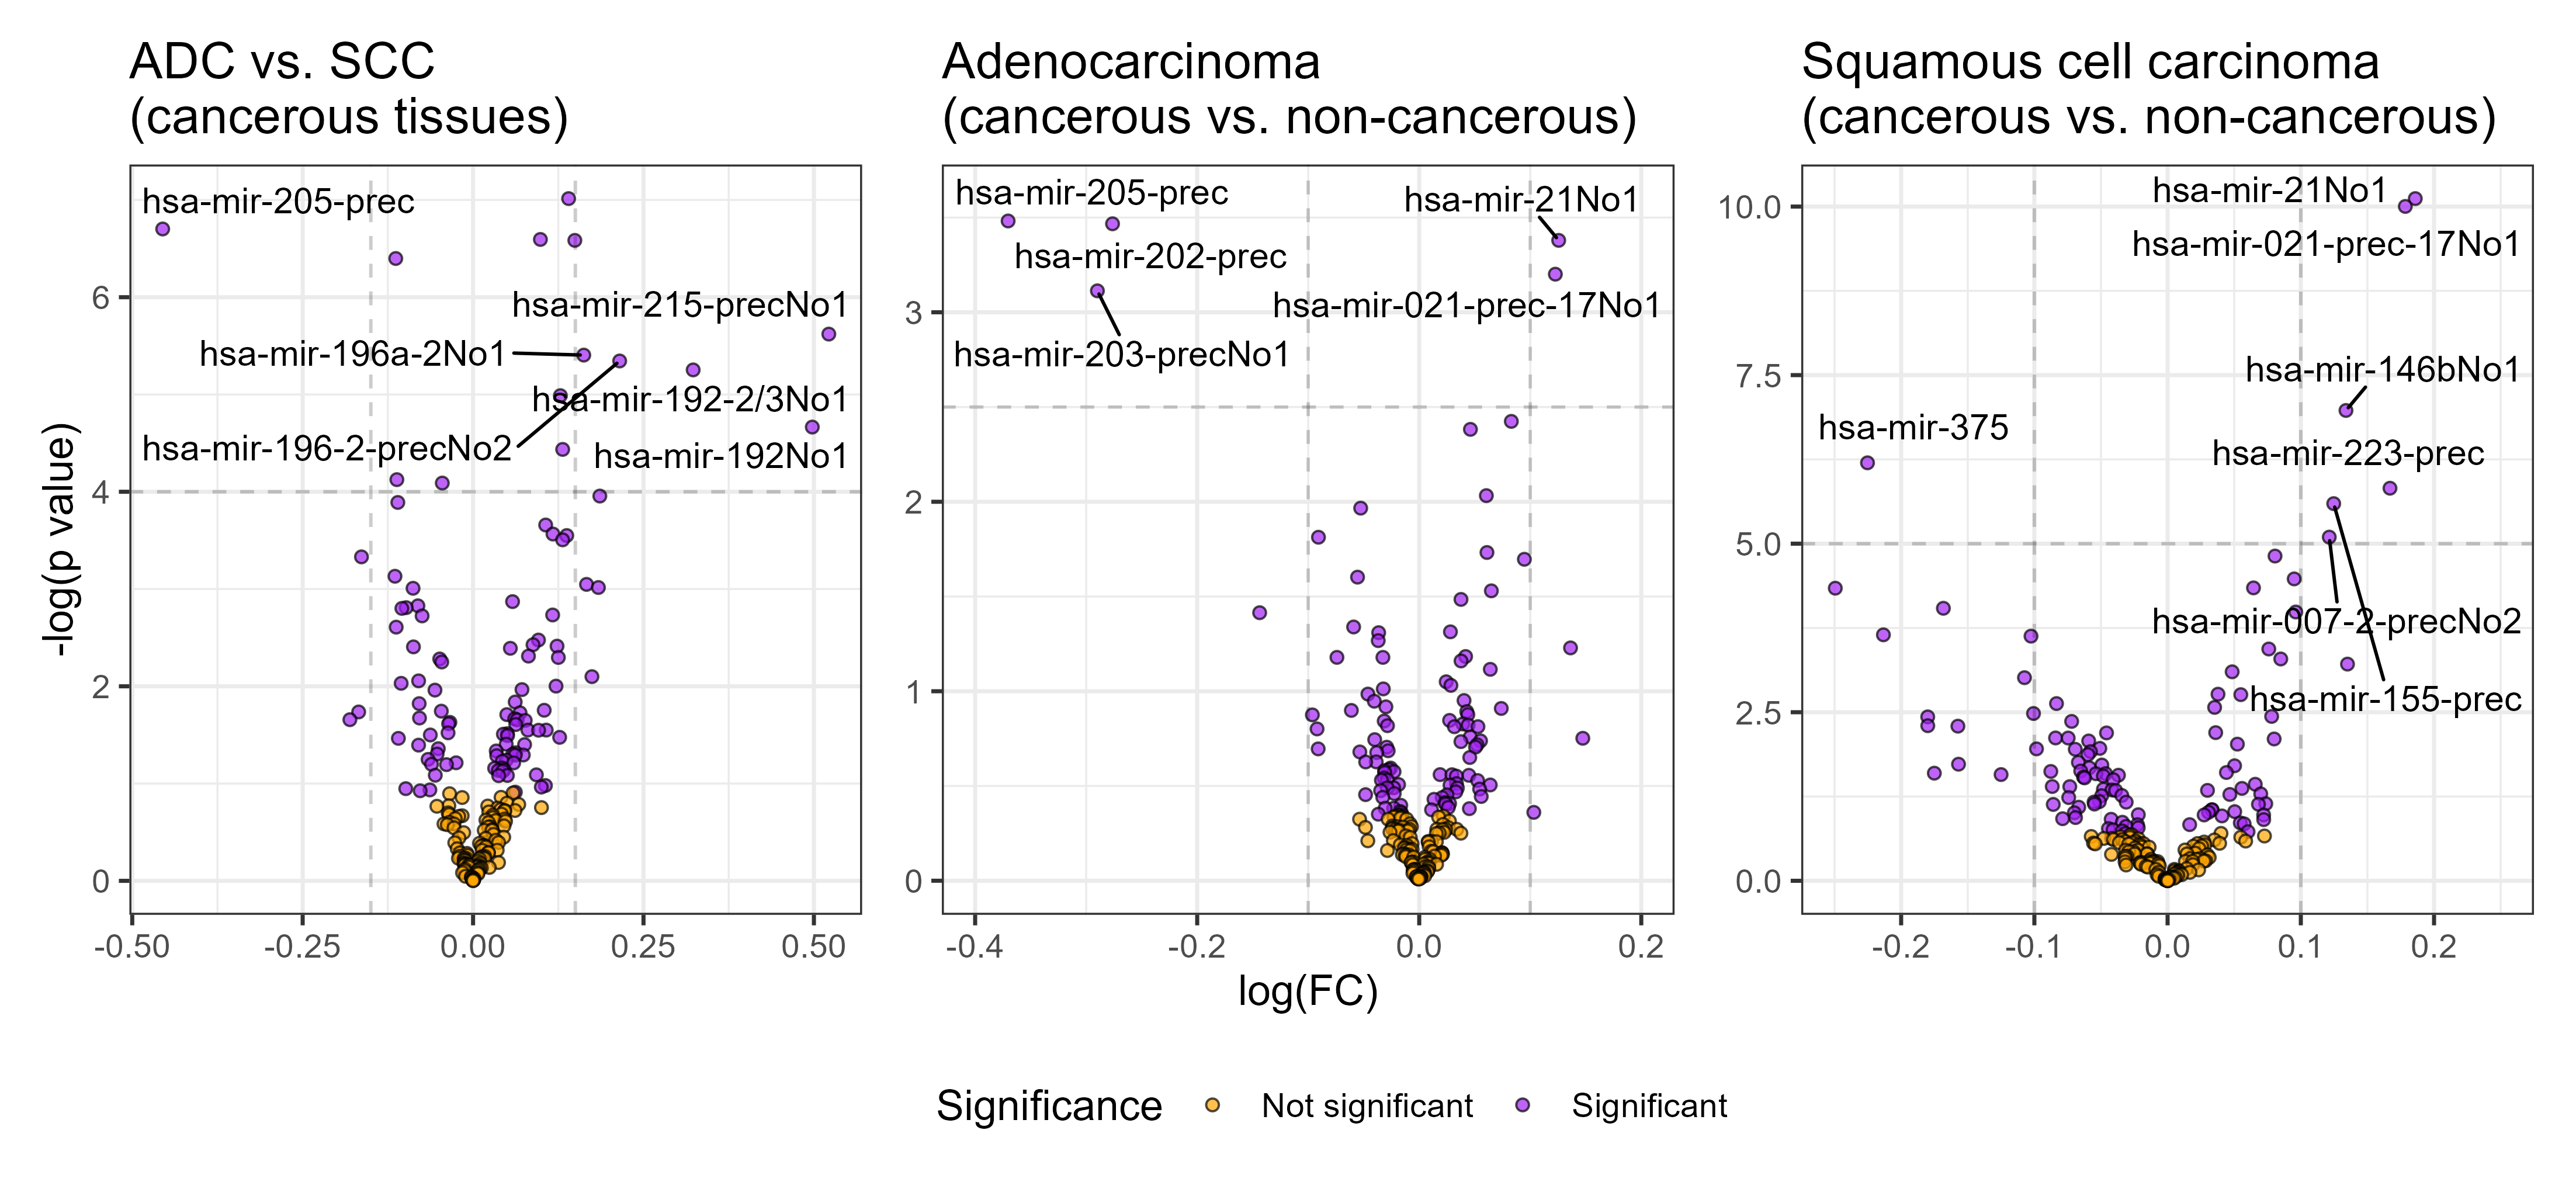 ADC vs. SCC
(cancerous tissues)
Adenocarcinoma
(cancerous vs. non-cancerous)
Squamous cell carcinoma
(cancerous vs. non-cancerous)
-log(p value)
6
4
2
0
hsa-mir-205-prec
hsa-mir-215-precNo1
hsa-mir-196a-2No1
hsa-mir-192-2/3No1
hsa-mir-196-2-precNo2
hsa-mir-192No1
-0.50
-0.25
0.00
0.25
0.50
3
2
1
0
hsa-mir-205-prec
hsa-mir-21No1
hsa-mir-202-prec
hsa-mir-021-prec-17No1
hsa-mir-203-precNo1
-0.4
-0.2
0.0
0.2
10.0
7.5
5.0
2.5
0.0
hsa-mir-21No1
hsa-mir-021-prec-17No1
hsa-mir-146bNo1
hsa-mir-375
hsa-mir-223-prec
hsa-mir-007-2-precNo2
hsa-mir-155-prec
-0.2
-0.1
0.0
0.1
0.2
log(FC)
Significance
Not significant
Significant